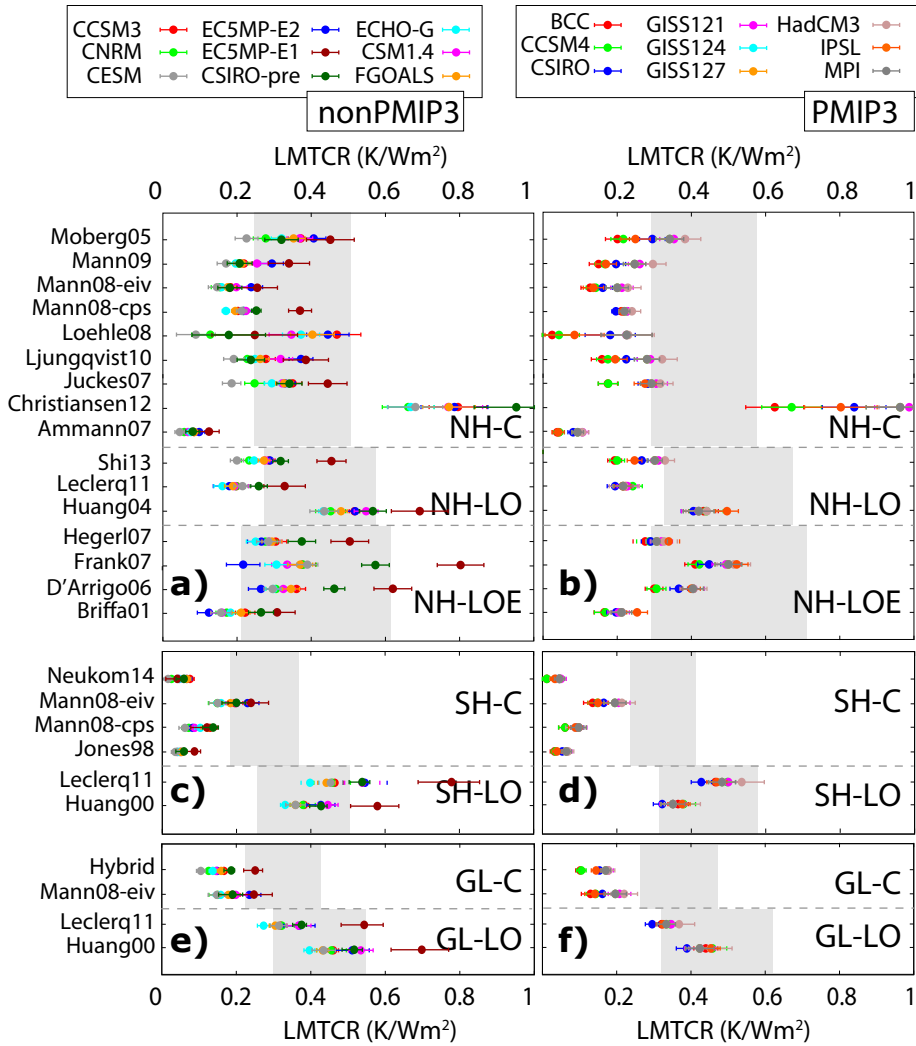 CCSM3 EC5MP-E2 ECHO-G
CNRM EC5MP-E1 CSM1.4
CESM CSIRO-pre FGOALS
nonPMIP3
BCC GISS121 HadCM3
CCSM4 GISS124 IPSL
CSIRO GISS127 MPI
PMIP3
LMTCR (K/Wm²) LMTCR (K/Wm²)
0 0.2 0.4 0.6 0.8 1 0.2 0.4 0.6 0.8 1
Moberg05
Mann09
Mann08-eiv
Mann08-cps
Loehle08
Ljungqvist10
Juckes07
Christiansen12
Ammann07
NH-C NH-C
Shi13
Leclerq11
Huang04
NH-LO NH-LO
Hegerl07
Frank07
D'Arrigo06
Briffa01
a) NH-LOE b) NH-LOE
Neukom14
Mann08-eiv
Mann08-cps
Jones98
SH-C SH-C
Leclerq11
Huang00
c) SH-LO d) SH-LO
Hybrid
Mann08-eiv
GL-C GL-C
Leclerq11
Huang00
e) GL-LO f) GL-LO
0 0.2 0.4 0.6 0.8 1 0.2 0.4 0.6 0.8 1
LMTCR (K/Wm²) LMTCR (K/Wm²)